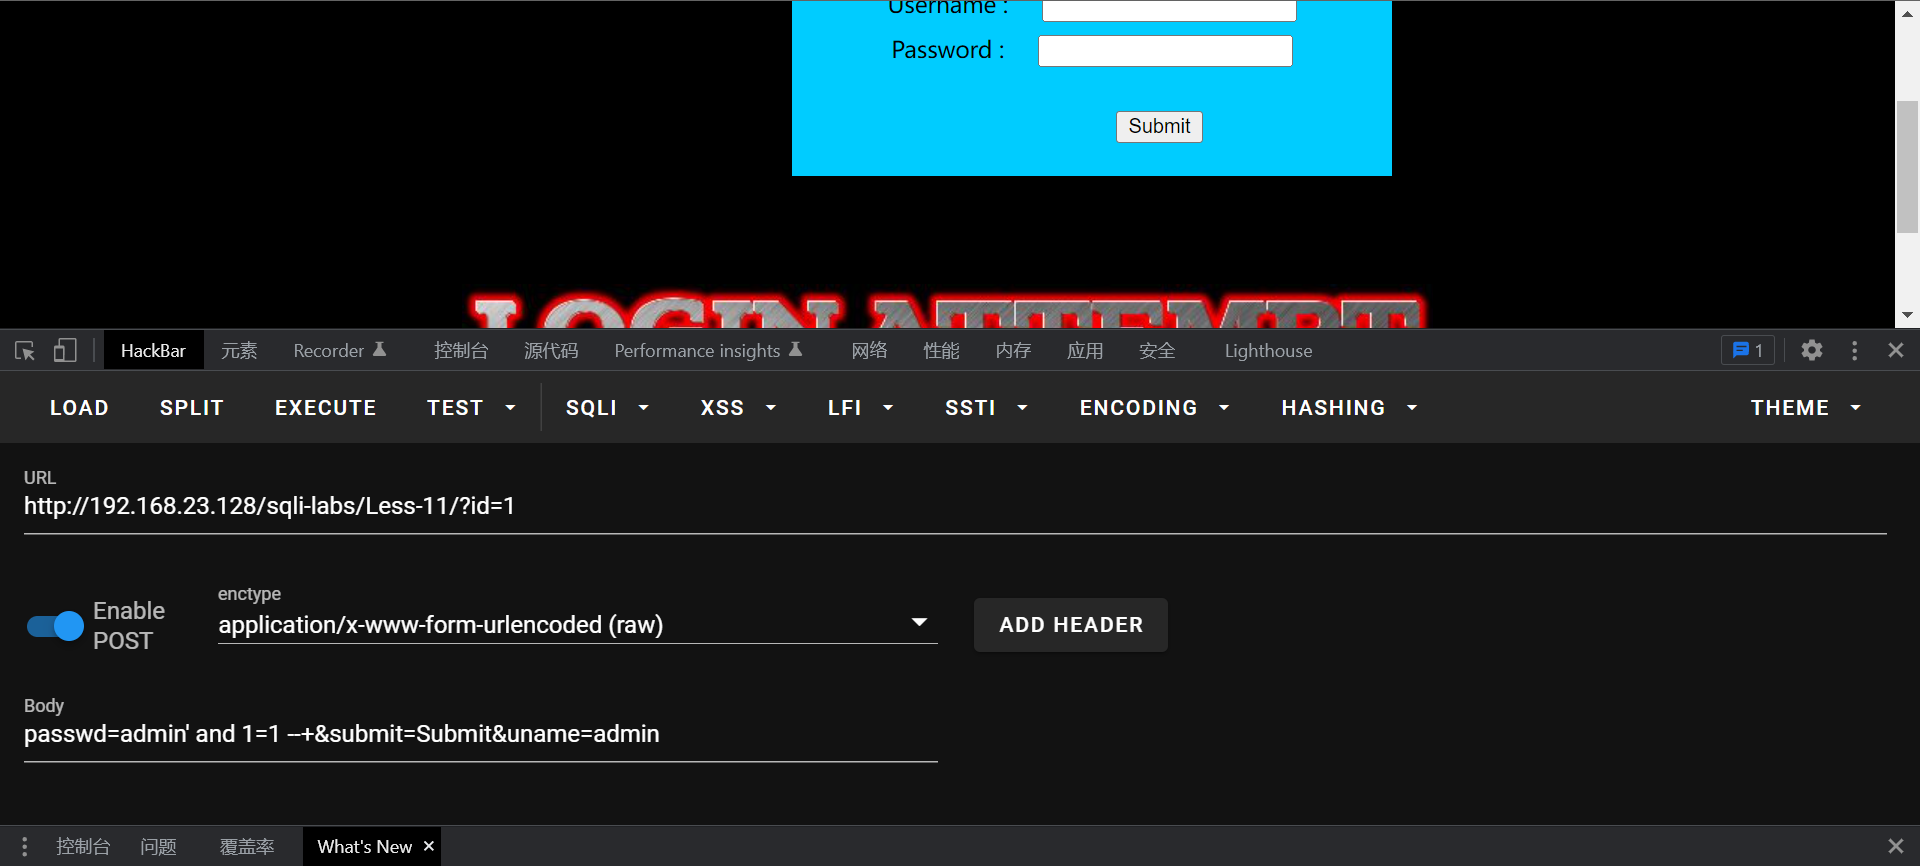 Username :
Password :
Submit
LOGIN ATTEMPT
HackBar 元素 Recorder 控制台 源代码 Performance insights 网络 性能 内存 应用 安全 Lighthouse 1
LOAD SPLIT EXECUTE TEST SQLI XSS LFI SSTI ENCODING HASHING THEME
URL
http://192.168.23.128/sqli-labs/Less-11/?id=1
Enable
POST
enctype
application/x-www-form-urlencoded (raw)
ADD HEADER
Body
passwd=admin' and 1=1 --+&submit=Submit&uname=admin
控制台 问题 覆盖率 What's New